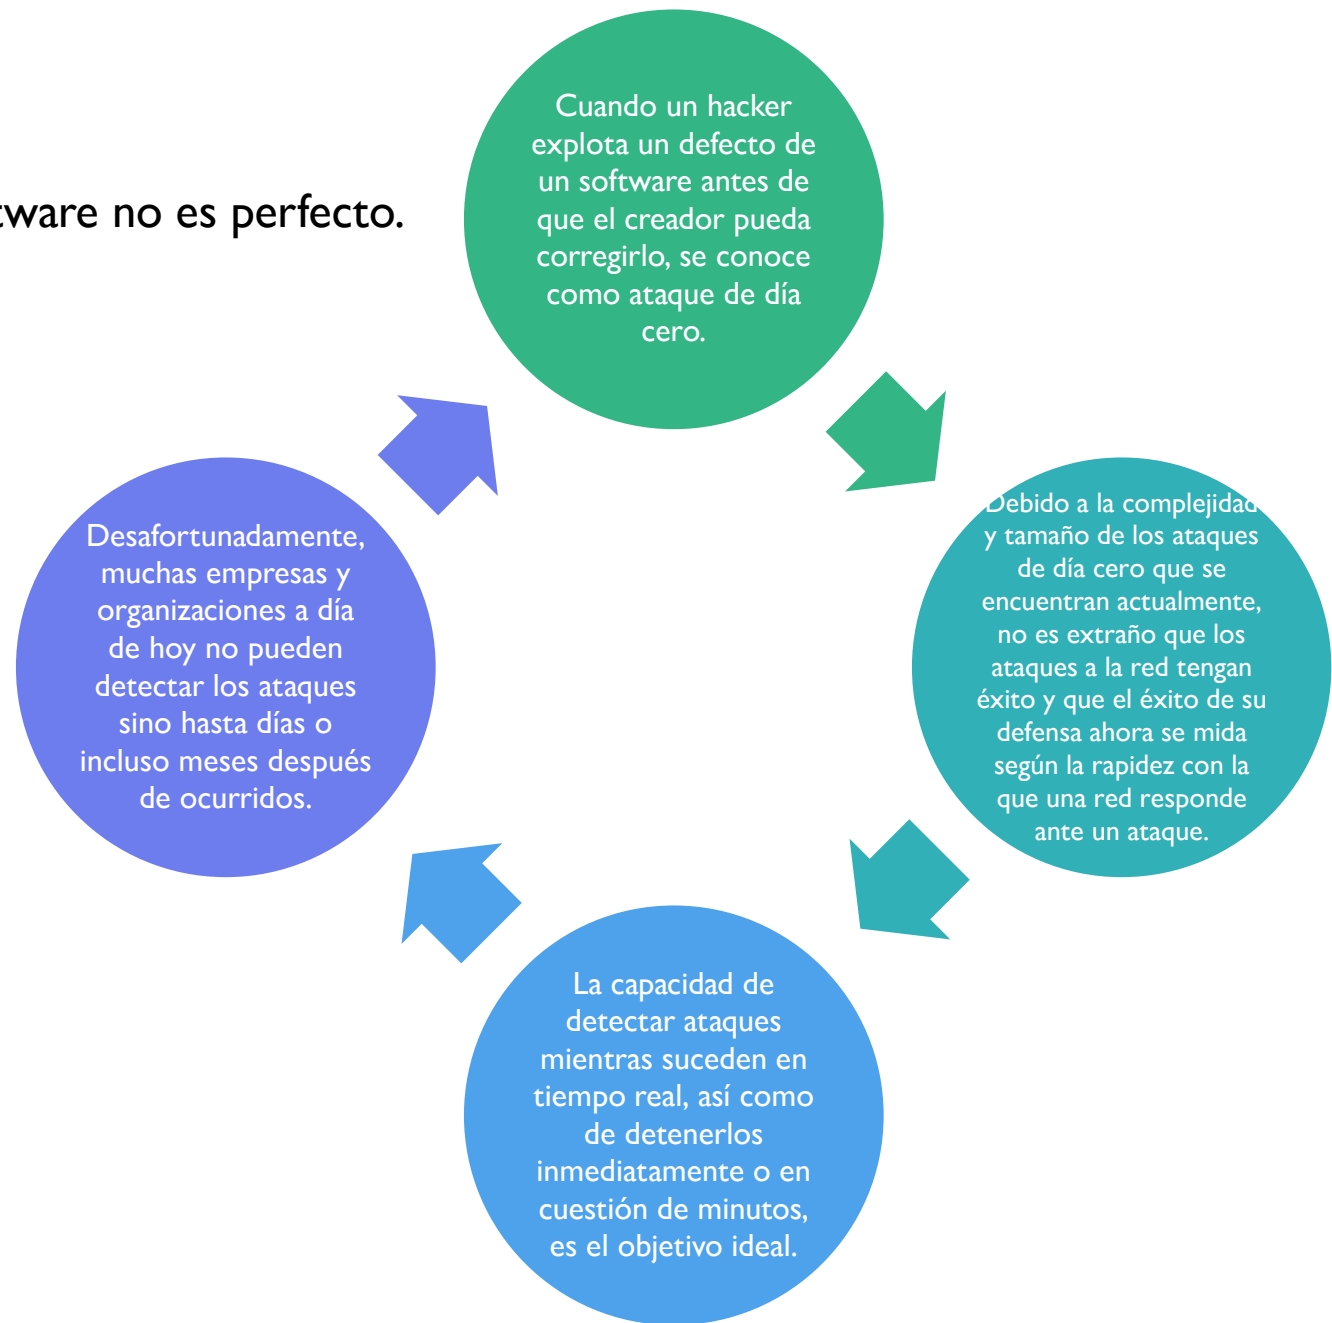 tware no es perfecto.
Cuando un hacker
explota un defecto de
un software antes de
que el creador pueda
corregirlo, se conoce
como ataque de día
cero.
Debido a la complejidad
y tamaño de los ataques
de día cero que se
encuentran actualmente,
no es extraño que los
ataques a la red tengan
éxito y que el éxito de su
defensa ahora se mida
según la rapidez con la
que una red responde
ante un ataque.
La capacidad de
detectar ataques
mientras suceden en
tiempo real, así como
de detenerlos
inmediatamente o en
cuestión de minutos,
es el objetivo ideal.
Desafortunadamente,
muchas empresas y
organizaciones a día
de hoy no pueden
detectar los ataques
sino hasta días o
incluso meses después
de ocurridos.